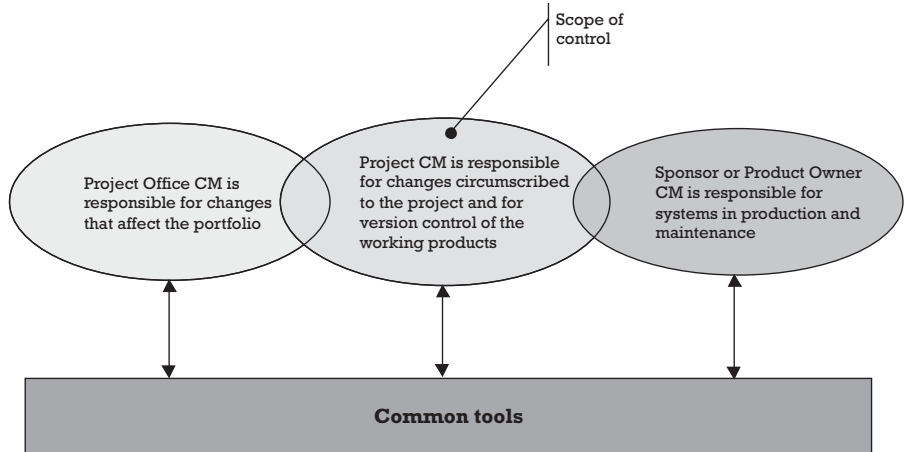 Scope of
control
Project Office CM is
responsible for changes
that affect the portfolio
Project CM is responsible
for changes circumscribed
to the project and for
version control of the
working products
Sponsor or Product Owner
CM is responsible for
systems in production and
maintenance
Common tools